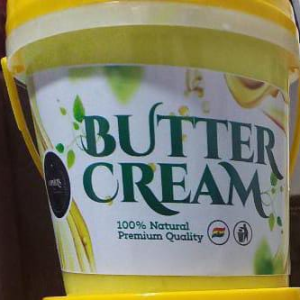 BUTTER
CREAM
100% Natural
Premium Quality